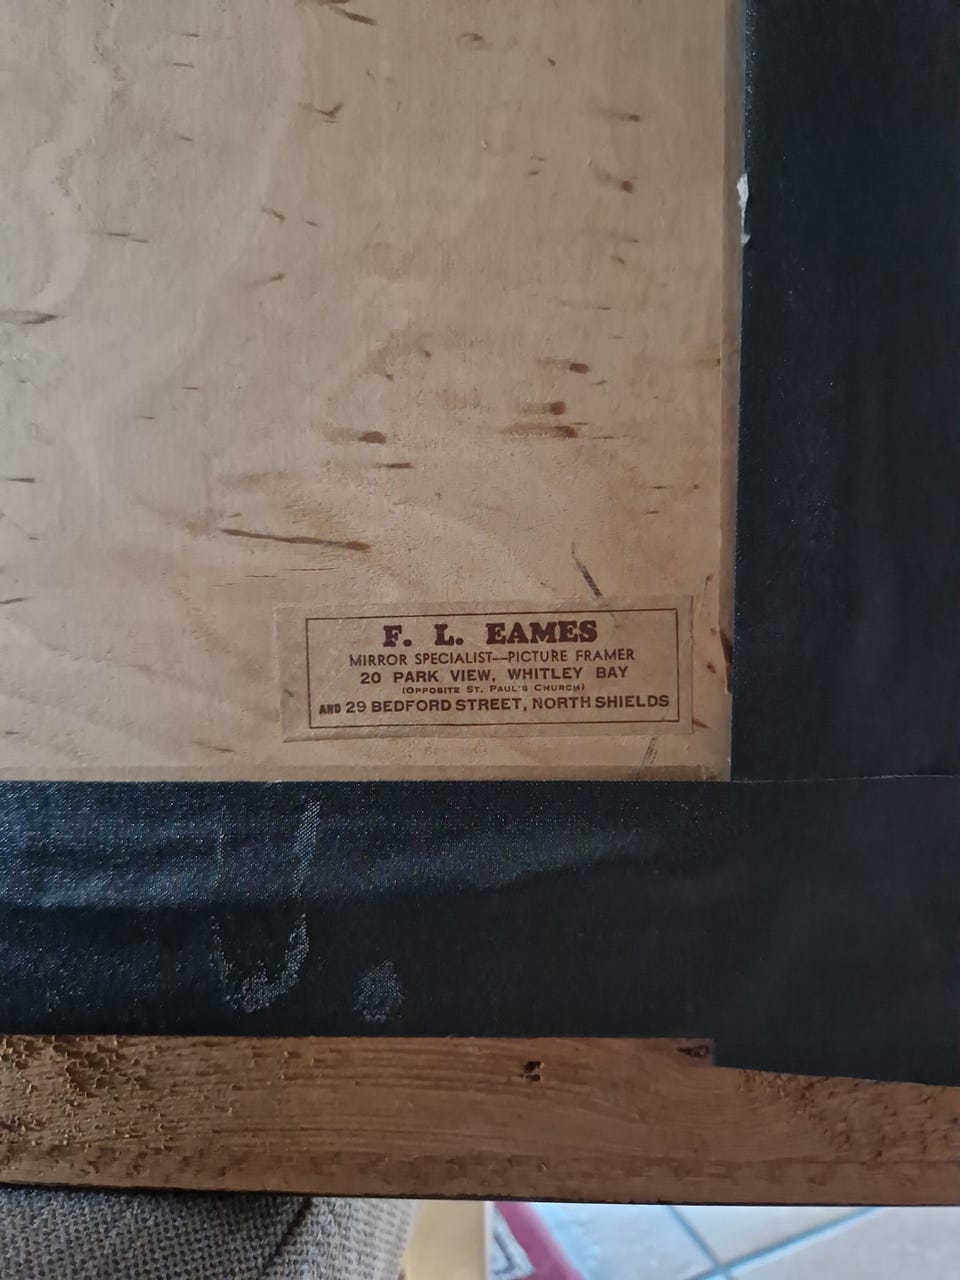 F. L. EAMES
MIRROR SPECIALIST—PICTURE FRAMER
20 PARK VIEW, WHITLEY BAY
(OPPOSITE ST. PAUL'S CHURCH)
AND 29 BEDFORD STREET, NORTH SHIELDS